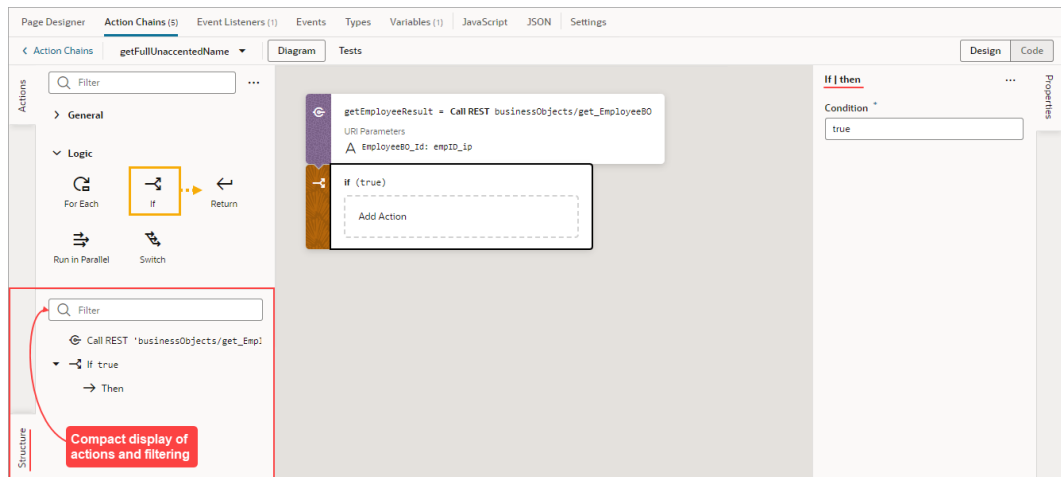 Page Designer Action Chains (5) Event Listeners (1) Events Types Variables (1) JavaScript JSON Settings
Action Chains getFullUnaccentedName Diagram Tests Design Code
Actions
Filter ...
General
Logic
For Each If Return
Run in Parallel Switch
getEmployeeResult = Call REST businessObjects/get_EmployeeBO
URI Parameters
A EmployeeBO_Id: empID_ip
if (true)
Add Action
If | then ...
Condition *
true
Properties
Filter
Call REST 'businessObjects/get_Empl
If true
Then
Structure
Compact display of
actions and filtering